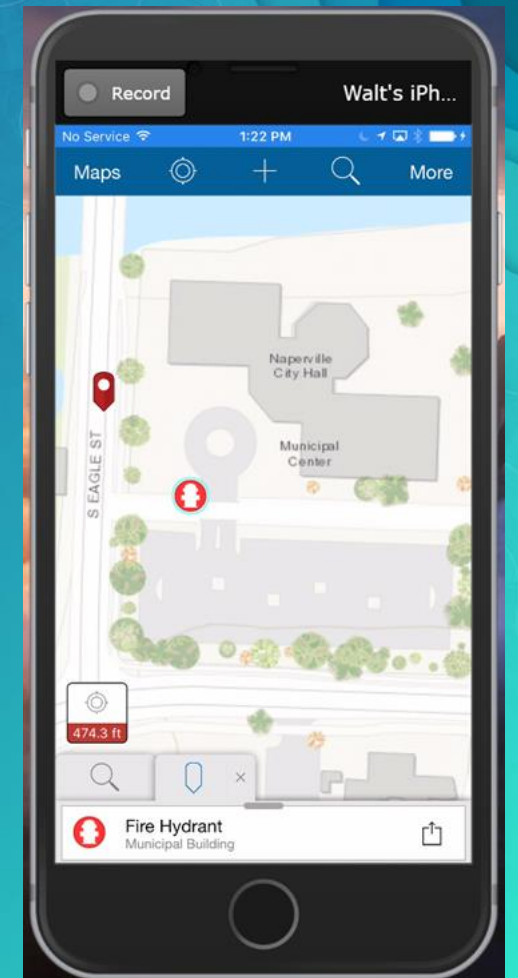 Record
Walt's iPh...
No Service
1:22 PM
Maps
More
Naperville
City Hall
Municipal
Center
S EAGLE ST
474.3 ft
Fire Hydrant
Municipal Building